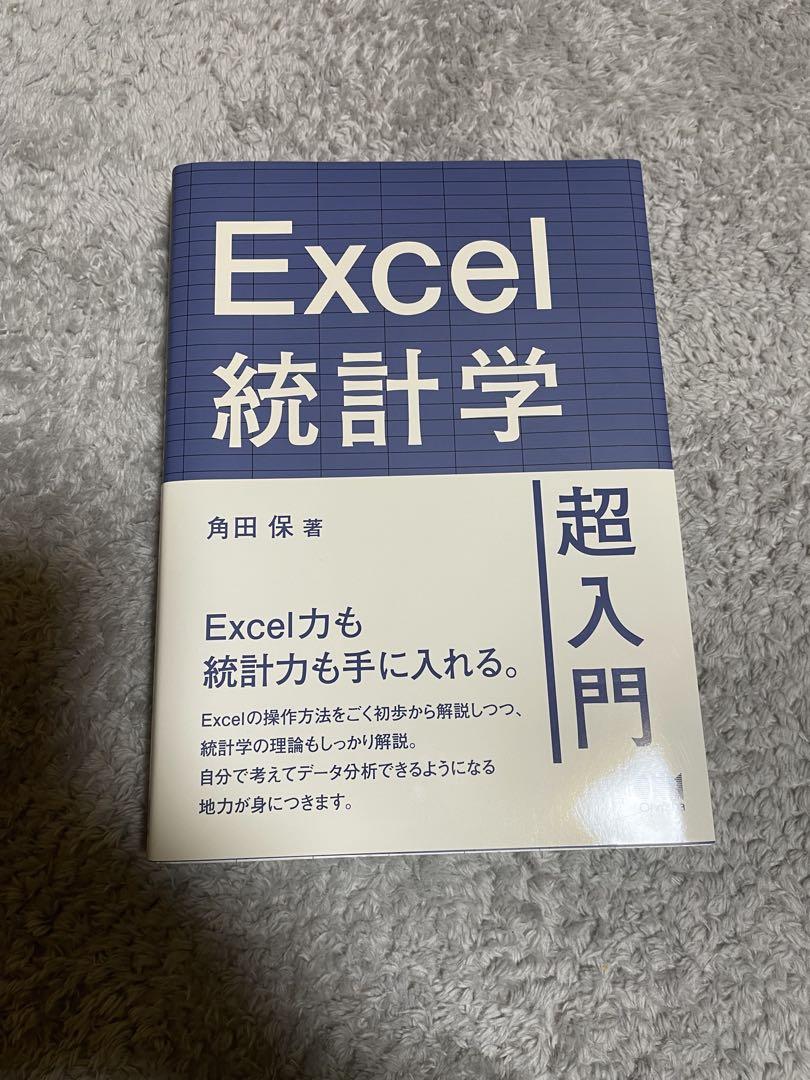 Excel
統計学
超入門
角田 保 著
Excel力も
統計力も手に入れる。
Excelの操作方法をごく初歩から解説しつつ、
統計学の理論もしっかり解説。
自分で考えてデータ分析できるようになる
地力が身につきます。